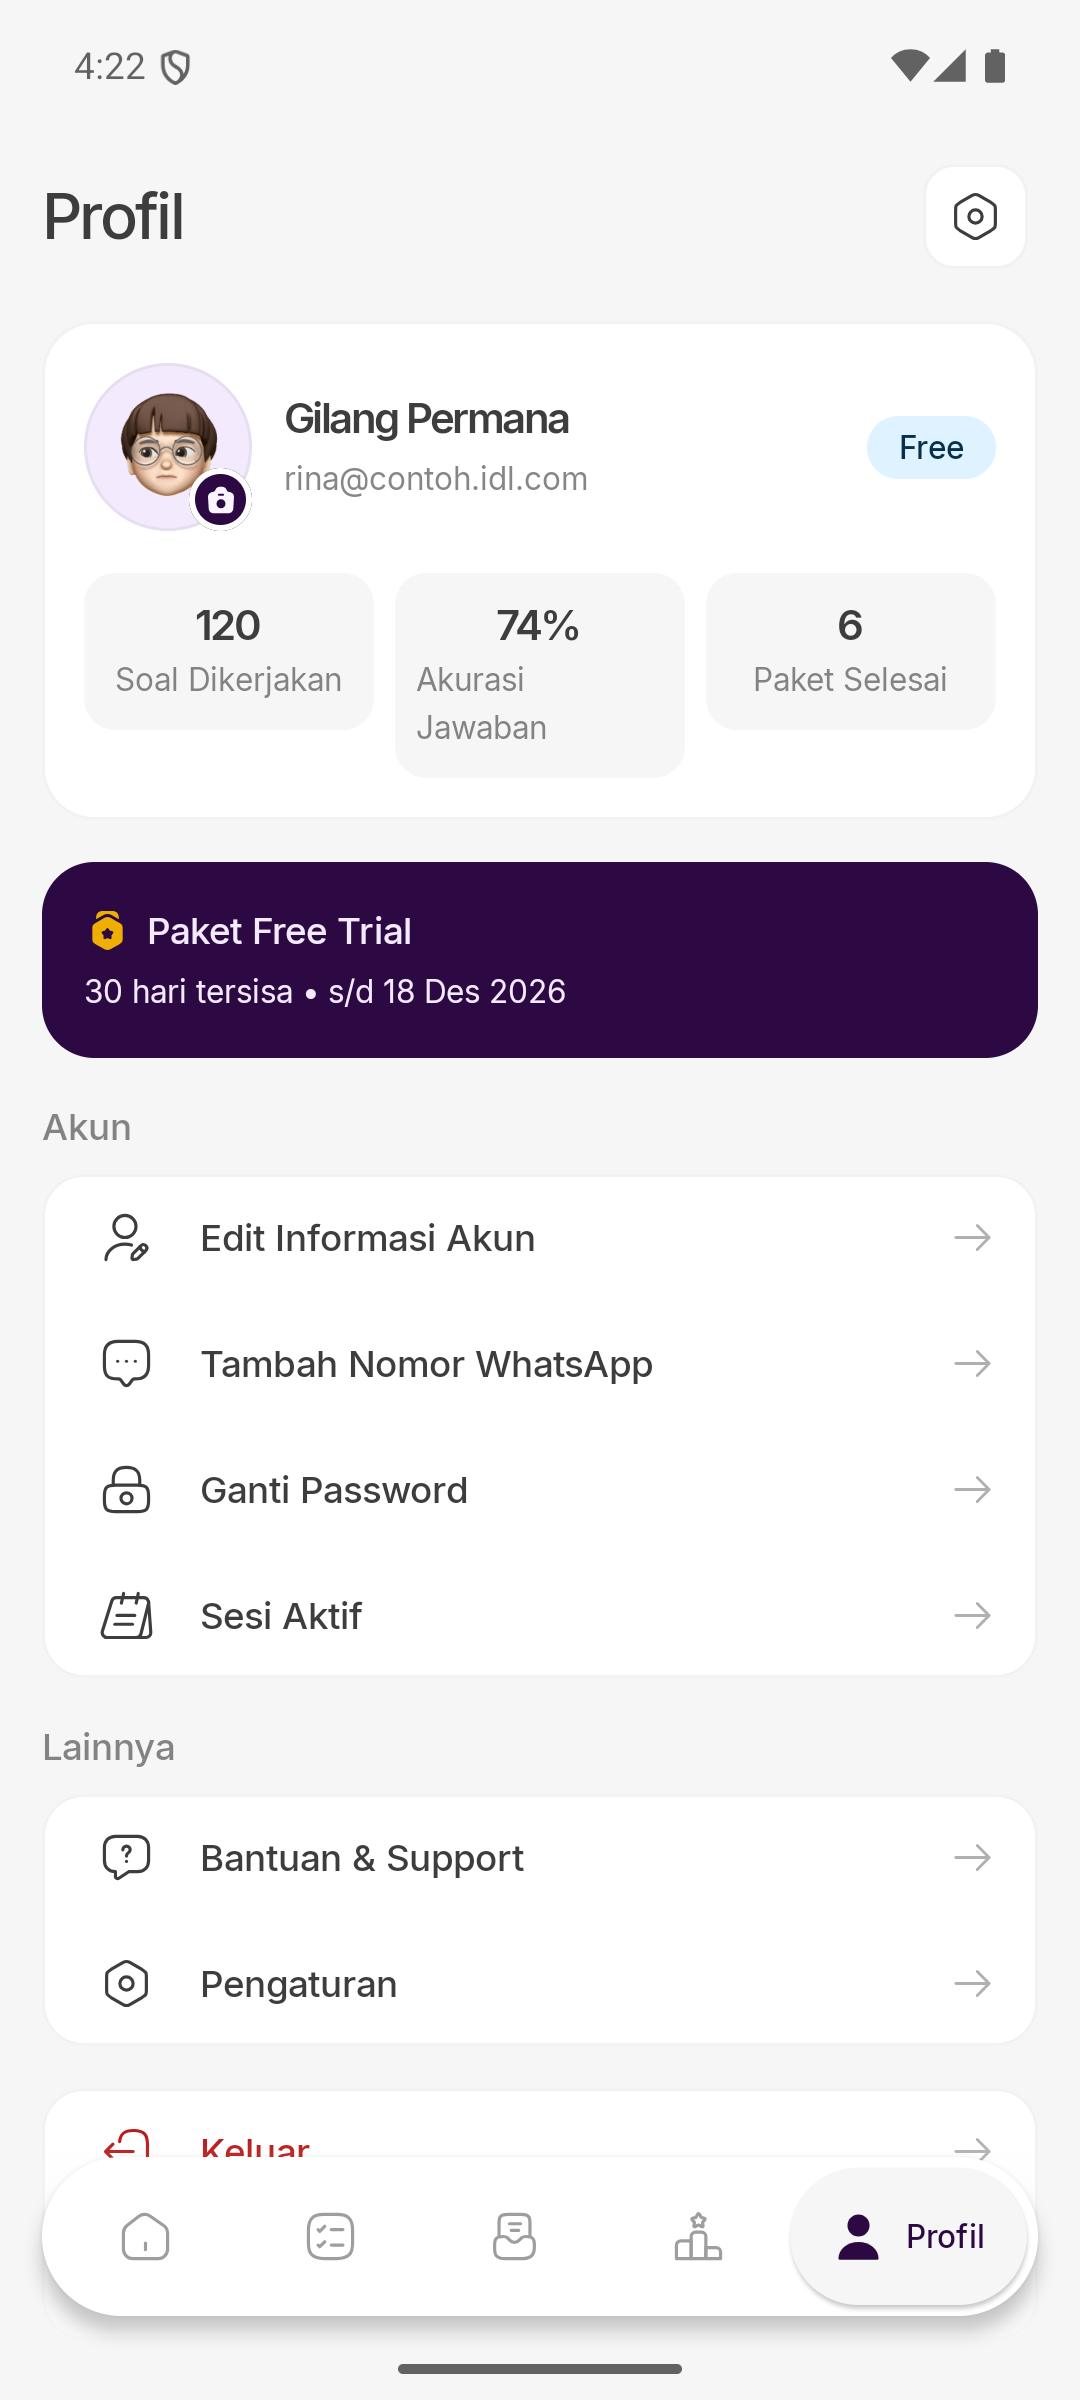 4:22
Profil
Gilang Permana
rina@contoh.idl.com
Free
120
Soal Dikerjakan
74%
Akurasi
Jawaban
6
Paket Selesai
Paket Free Trial
30 hari tersisa • s/d 18 Des 2026
Akun
Edit Informasi Akun
Tambah Nomor WhatsApp
Ganti Password
Sesi Aktif
Lainnya
Bantuan & Support
Pengaturan
Keluar
Profil